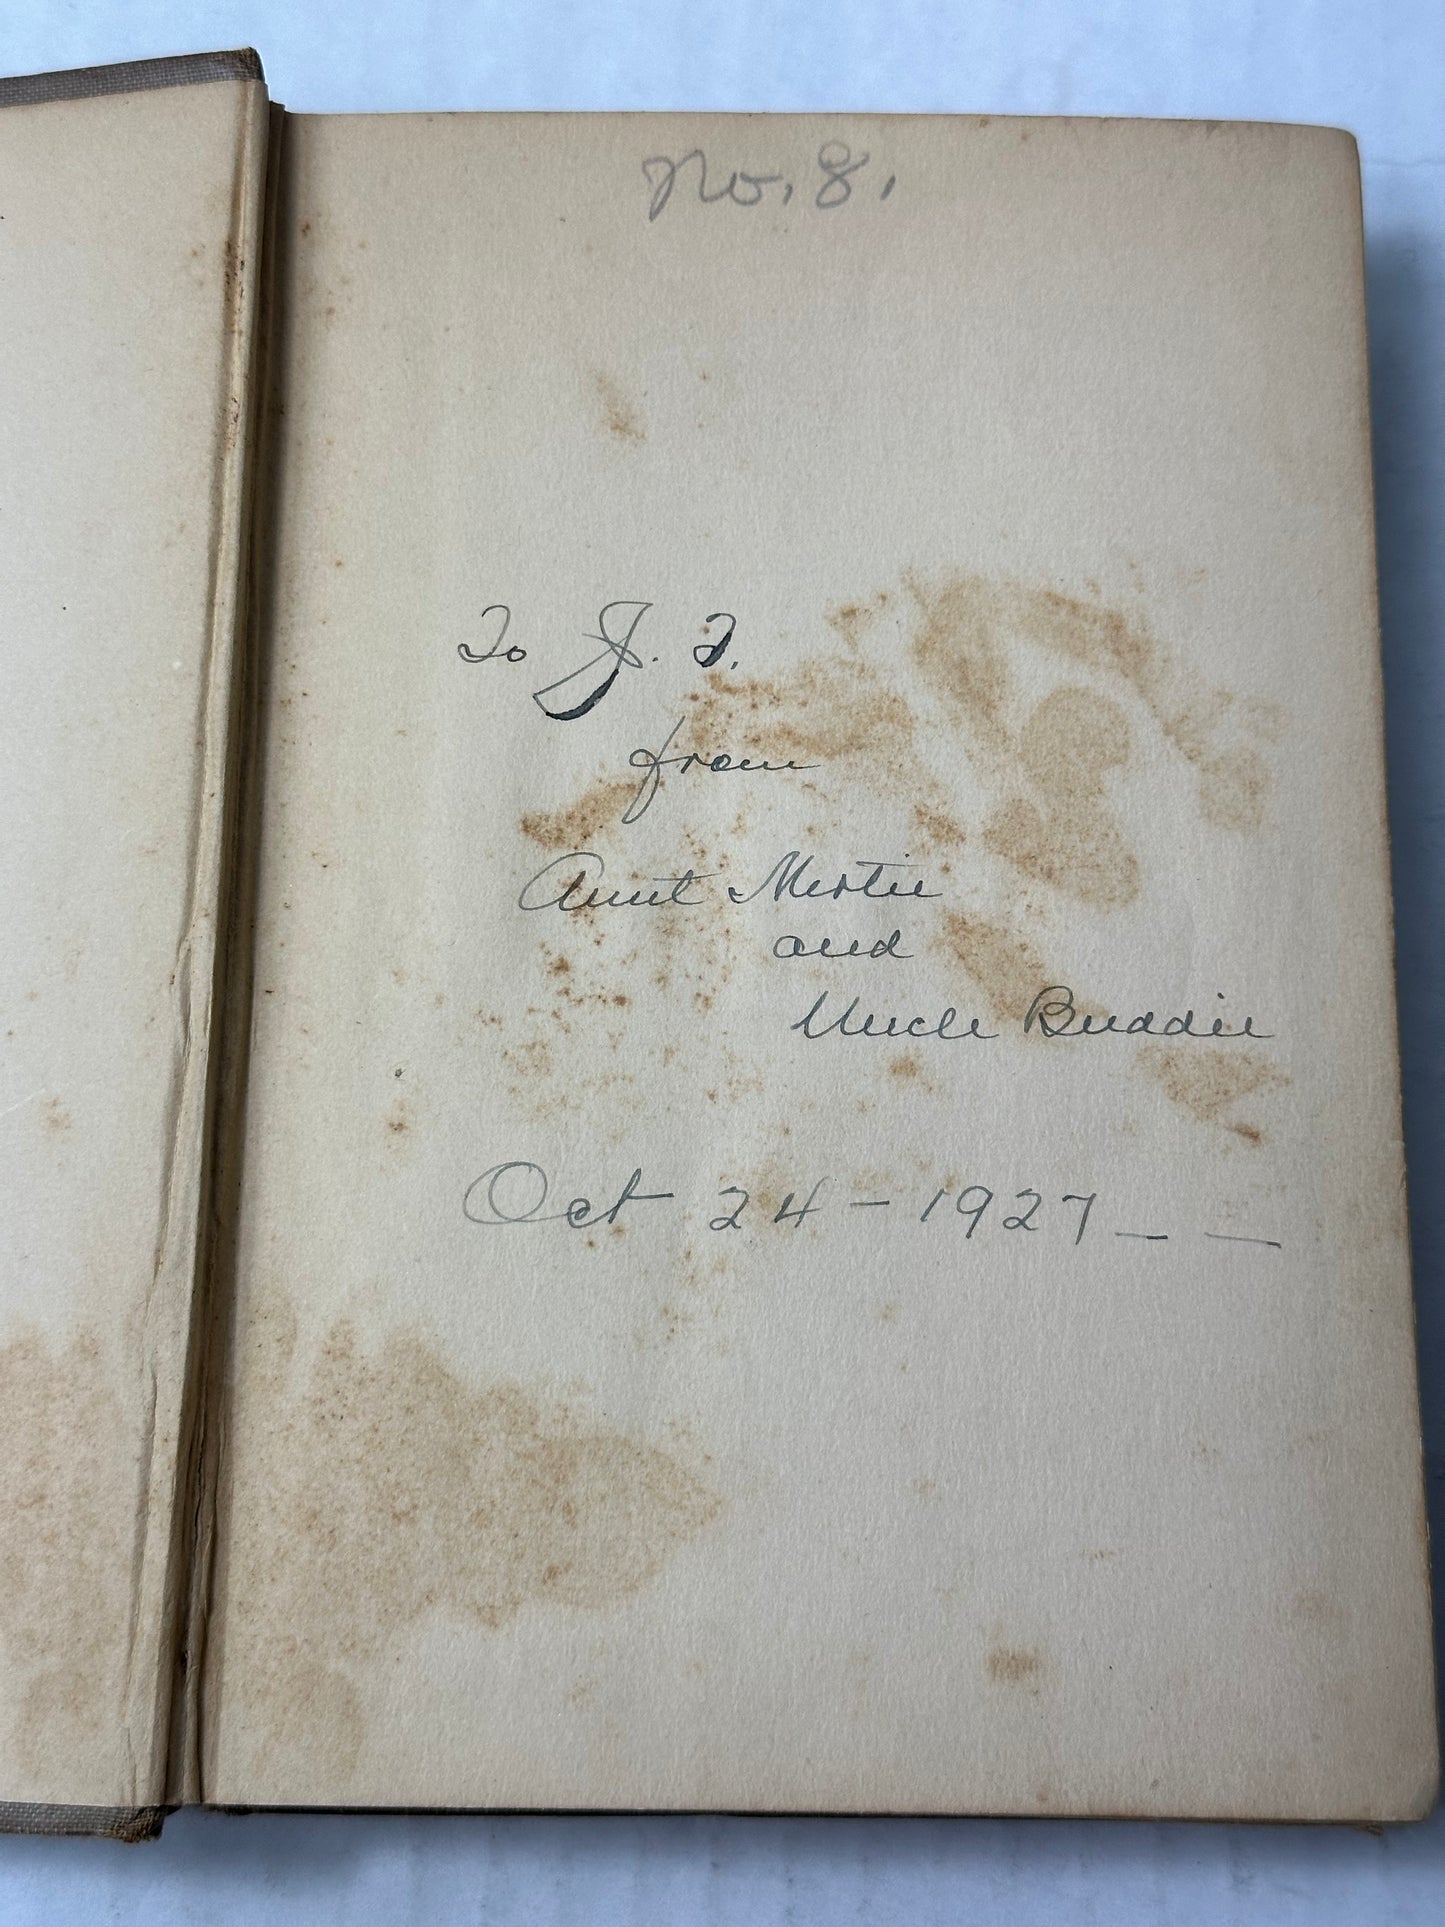 No. 8.
To J. T.
from
Aunt Mertie
and
Uncle Buddie
Oct 24 - 1927 _ _